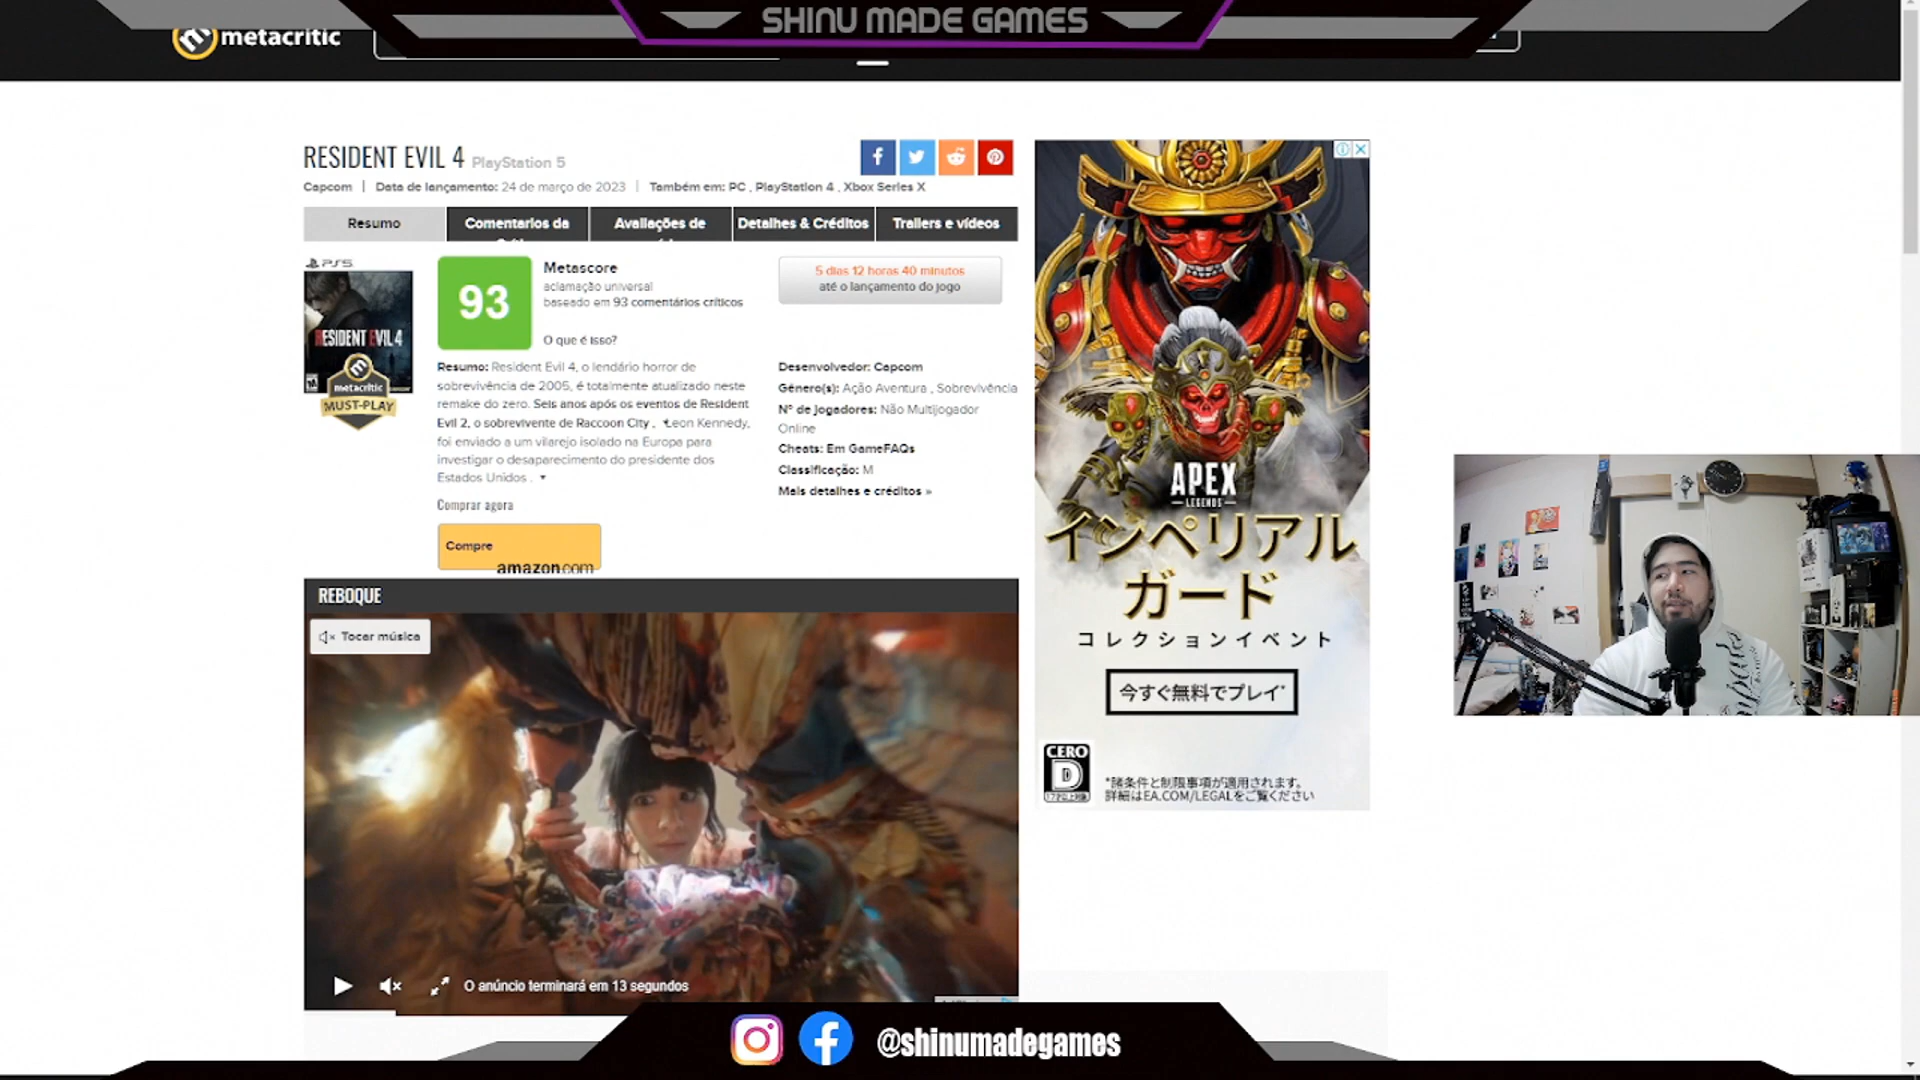 SHINU MADE GAMES
metacritic
RESIDENT EVIL 4 PlayStation 5
Capcom | Data de lançamento: 24 de março de 2023 | Também em: PC , PlayStation 4 , Xbox Series X
Resumo
Comentarios da
Avaliações de
Detalhes & Créditos
Trailers e vídeos
PS5
RESIDENT EVIL 4
metacritic
MUST-PLAY
93
Metascore
aclamação universal
baseado em 93 comentários críticos
O que é isso?
5 dias 12 horas 40 minutos
até o lançamento do jogo
Resumo: Resident Evil 4, o lendário horror de
sobrevivência de 2005, é totalmente atualizado neste
remake do zero. Seis anos após os eventos de Resident
Evil 2, o sobrevivente de Raccoon City , Leon Kennedy,
foi enviado a um vilarejo isolado na Europa para
investigar o desaparecimento do presidente dos
Estados Unidos .
Desenvolvedor: Capcom
Gênero(s): Ação Aventura , Sobrevivência
Nº de jogadores: Não Multijogador
Online
Cheats: Em GameFAQs
Classificação: M
Mais detalhes e créditos »
Comprar agora
Compre
amazon.com
REBOQUE
Tocar música
O anúncio terminará em 13 segundos
APEX
LEGENDS
インペリアル
ガード
コレクションイベント
今すぐ無料でプレイ*
CERO
D
*諸条件と制限事項が適用されます。
詳細はEA.COM/LEGALをご覧ください
@shinumadegames